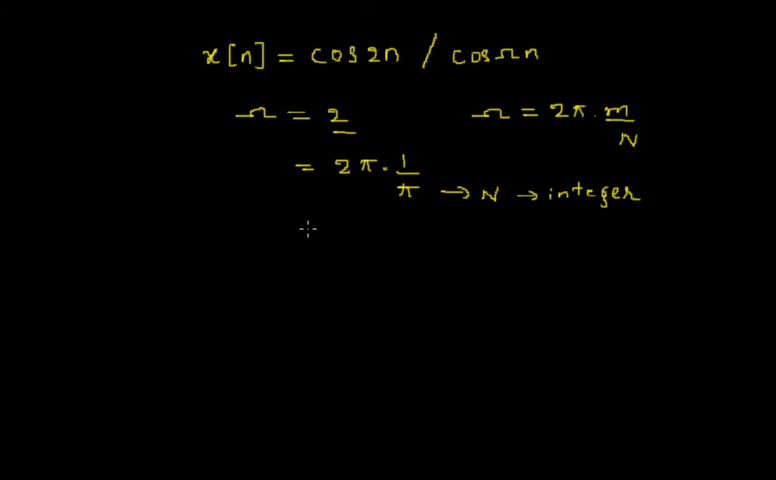 x[n] = cos 2n / cos Ωn
Ω = 2 Ω = 2π . m/N
= 2π . 1/π → N → integer